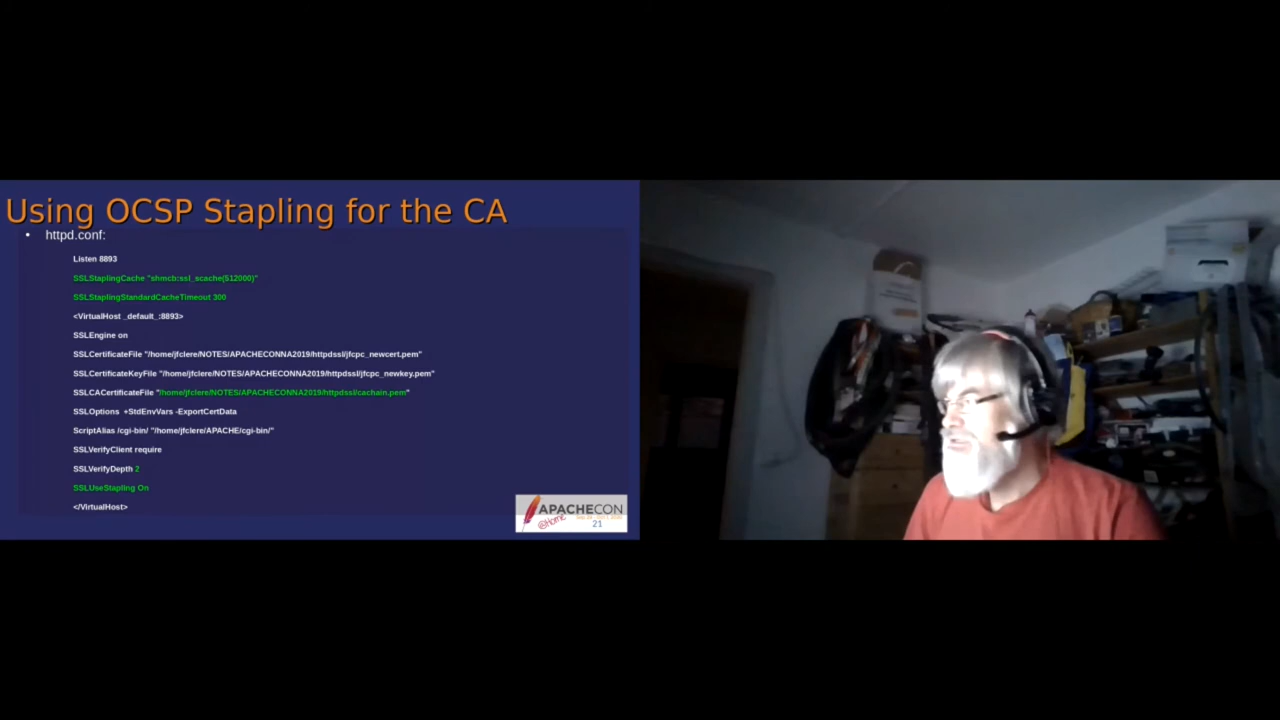 Using OCSP Stapling for the CA
• httpd.conf:
Listen 8893
SSLStaplingCache "shmcb:ssl_scache(512000)"
SSLStaplingStandardCacheTimeout 300
<VirtualHost _default_:8893>
SSLEngine on
SSLCertificateFile "/home/jfclere/NOTES/APACHECONNA2019/httpdssl/jfcpc_newcert.pem"
SSLCertificateKeyFile "/home/jfclere/NOTES/APACHECONNA2019/httpdssl/jfcpc_newkey.pem"
SSLCACertificateFile "/home/jfclere/NOTES/APACHECONNA2019/httpdssl/cachain.pem"
SSLOptions +StdEnvVars -ExportCertData
ScriptAlias /cgi-bin/ "/home/jfclere/APACHE/cgi-bin/"
SSLVerifyClient require
SSLVerifyDepth 2
SSLUseStapling On
</VirtualHost>
APACHECON
@Home
21